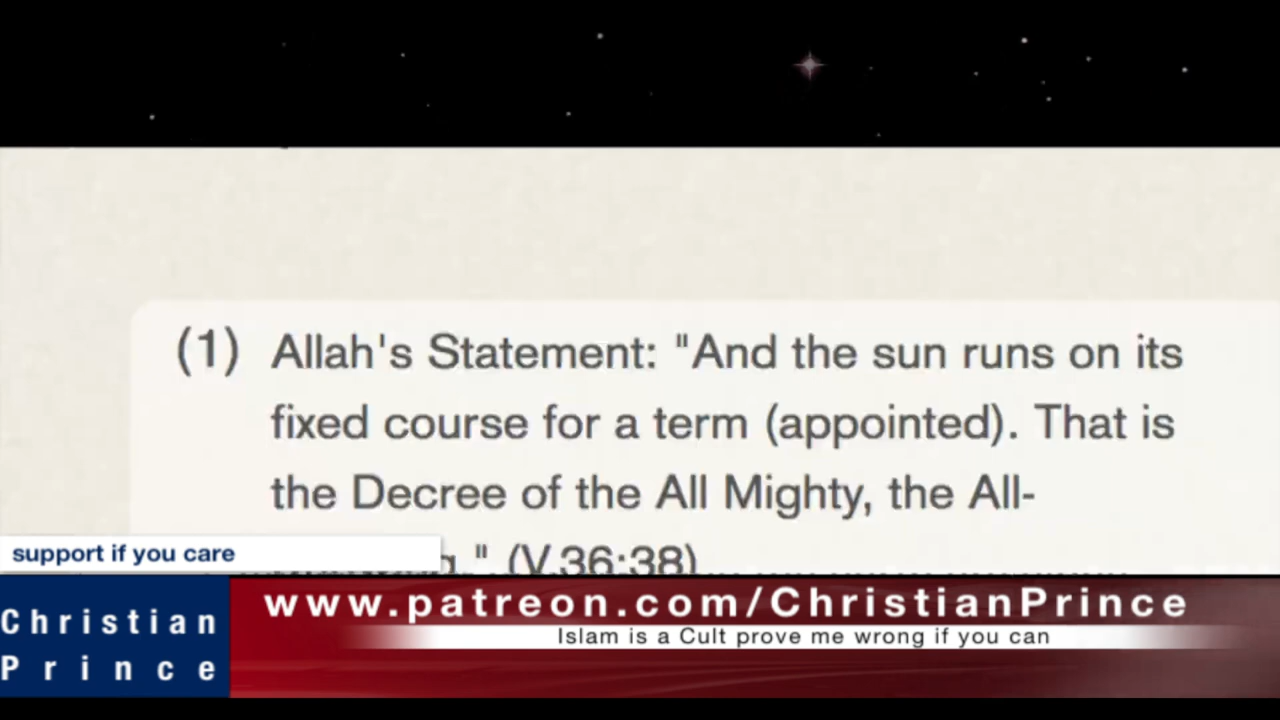 (1) Allah's Statement: "And the sun runs on its
fixed course for a term (appointed). That is
the Decree of the All Mighty, the All-
" (V.36:38)
support if you care
Christian
Prince
www.patreon.com/ChristianPrince
Islam is a Cult prove me wrong if you can